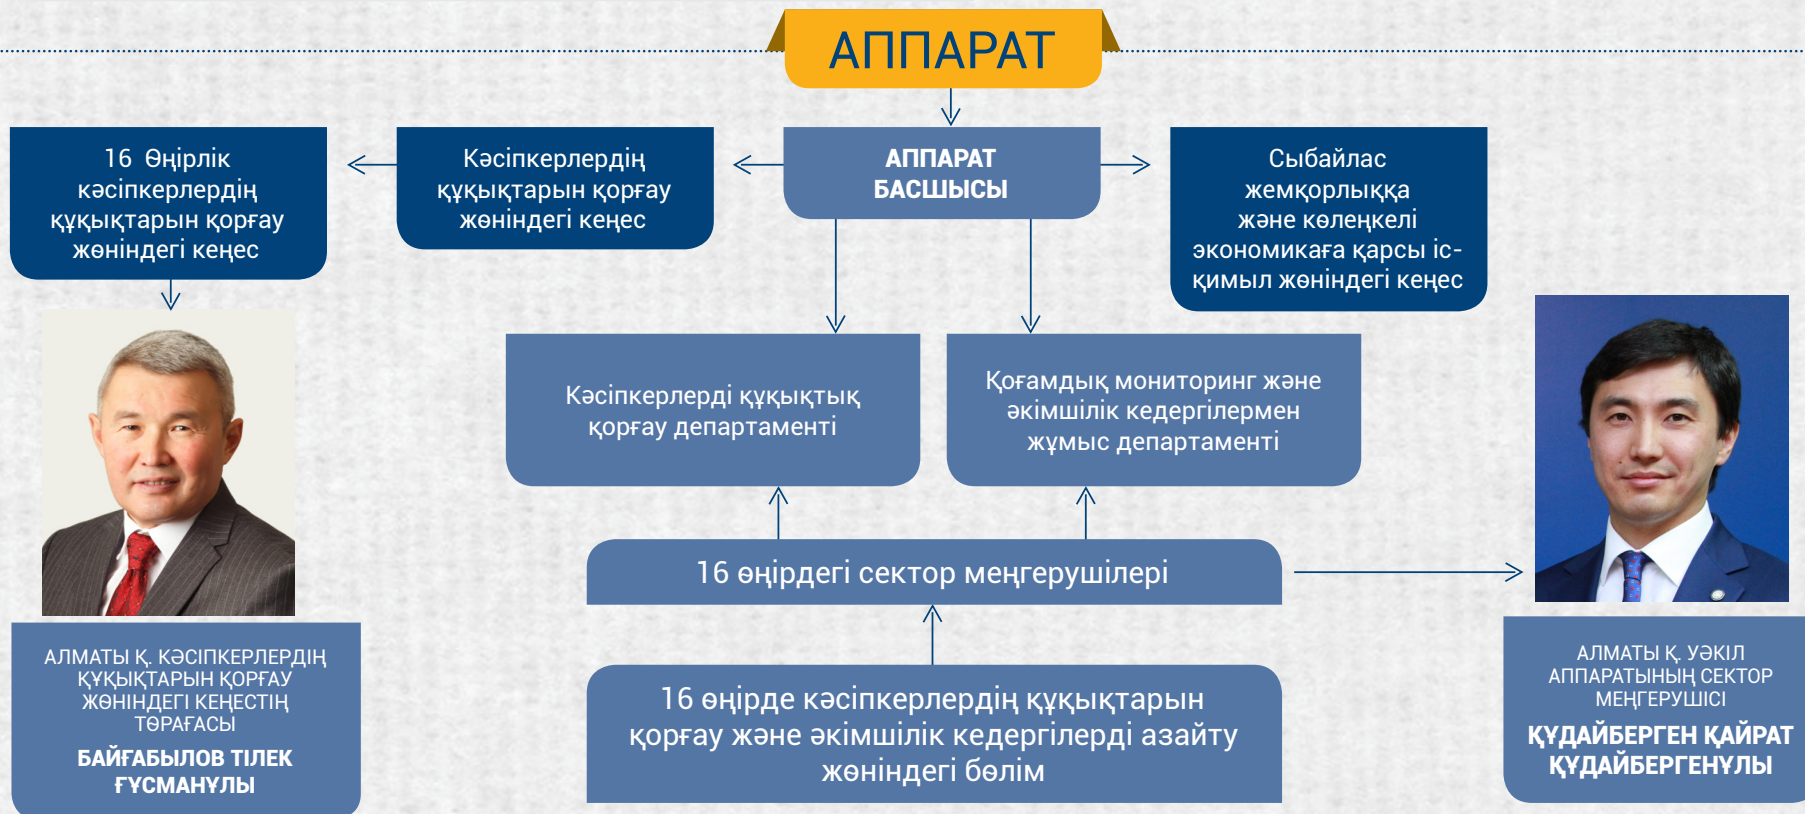 АППАРАТ
16 Өңірлік
кәсіпкерлердің
құқықтарын қорғау
жөніндегі кеңес
Кәсіпкерлердің
құқықтарын қорғау
жөніндегі кеңес
АППАРАТ
БАСШЫСЫ
Сыбайлас
жемқорлыққа
және көлеңкелі
экономикаға қарсы іс-
қимыл жөніндегі кеңес
Кәсіпкерлерді құқықтық
қорғау департаменті
Қоғамдық мониторинг және
әкімшілік кедергілермен
жұмыс департаменті
16 өңірдегі сектор меңгерушілері
16 өңірде кәсіпкерлердің құқықтарын
қорғау және әкімшілік кедергілерді азайту
жөніндегі бөлім
АЛМАТЫ Қ. КӘСІПКЕРЛЕРДІҢ
ҚҰҚЫҚТАРЫН ҚОРҒАУ
ЖӨНІНДЕГІ КЕҢЕСТІҢ
ТӨРАҒАСЫ
БАЙҒАБЫЛОВ ТІЛЕК
ҒҰСМАНҰЛЫ
АЛМАТЫ Қ. УӘКІЛ
АППАРАТЫНЫҢ СЕКТОР
МЕҢГЕРУШІСІ
ҚҰДАЙБЕРГЕН ҚАЙРАТ
ҚҰДАЙБЕРГЕНҰЛЫ